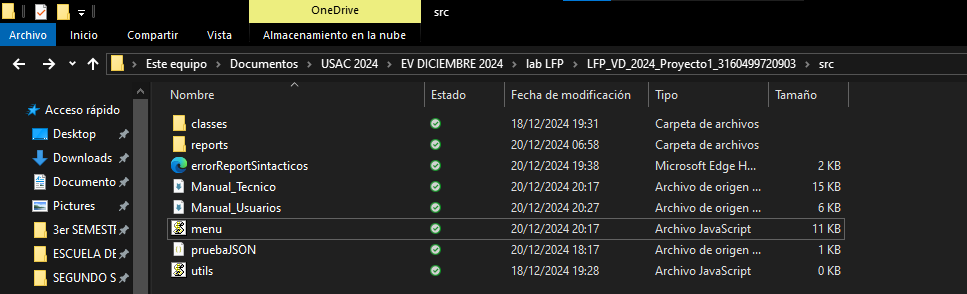 OneDrive
src
Archivo Inicio Compartir Vista Almacenamiento en la nube
Este equipo > Documentos > USAC 2024 > EV DICIEMBRE 2024 > lab LFP > LFP_VD_2024_Proyecto1_3160499720903 > src
Nombre Estado Fecha de modificación Tipo Tamaño
Acceso rápido
Desktop
Downloads
Documento
Pictures
3er SEMEST
ESCUELA DE
SEGUNDO S
classes 18/12/2024 19:31 Carpeta de archivos
reports 20/12/2024 06:58 Carpeta de archivos
errorReportSintacticos 20/12/2024 19:38 Microsoft Edge H... 2 KB
Manual_Tecnico 20/12/2024 20:17 Archivo de origen ... 15 KB
Manual_Usuarios 20/12/2024 20:27 Archivo de origen ... 6 KB
menu 20/12/2024 20:17 Archivo JavaScript 11 KB
pruebaJSON 20/12/2024 18:17 Archivo de origen ... 1 KB
utils 18/12/2024 19:28 Archivo JavaScript 0 KB